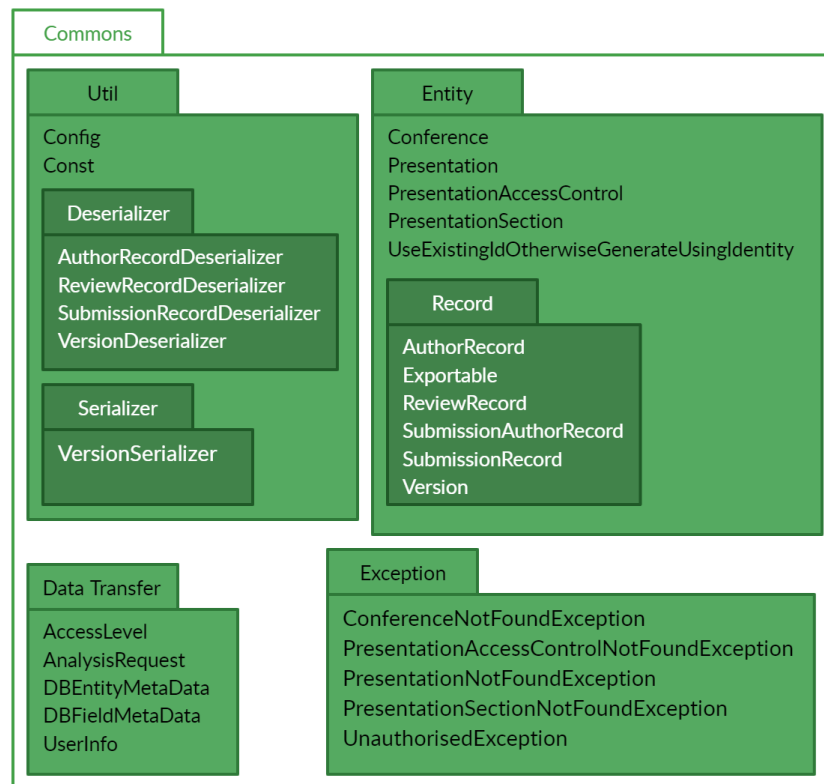 Commons
Util
Config
Const
Deserializer
AuthorRecordDeserializer
ReviewRecordDeserializer
SubmissionRecordDeserializer
VersionDeserializer
Serializer
VersionSerializer
Entity
Conference
Presentation
PresentationAccessControl
PresentationSection
UseExistingIdOtherwiseGenerateUsingIdentity
Record
AuthorRecord
Exportable
ReviewRecord
SubmissionAuthorRecord
SubmissionRecord
Version
Data Transfer
AccessLevel
AnalysisRequest
DBEntityMetaData
DBFieldMetaData
UserInfo
Exception
ConferenceNotFoundException
PresentationAccessControlNotFoundException
PresentationNotFoundException
PresentationSectionNotFoundException
UnauthorisedException